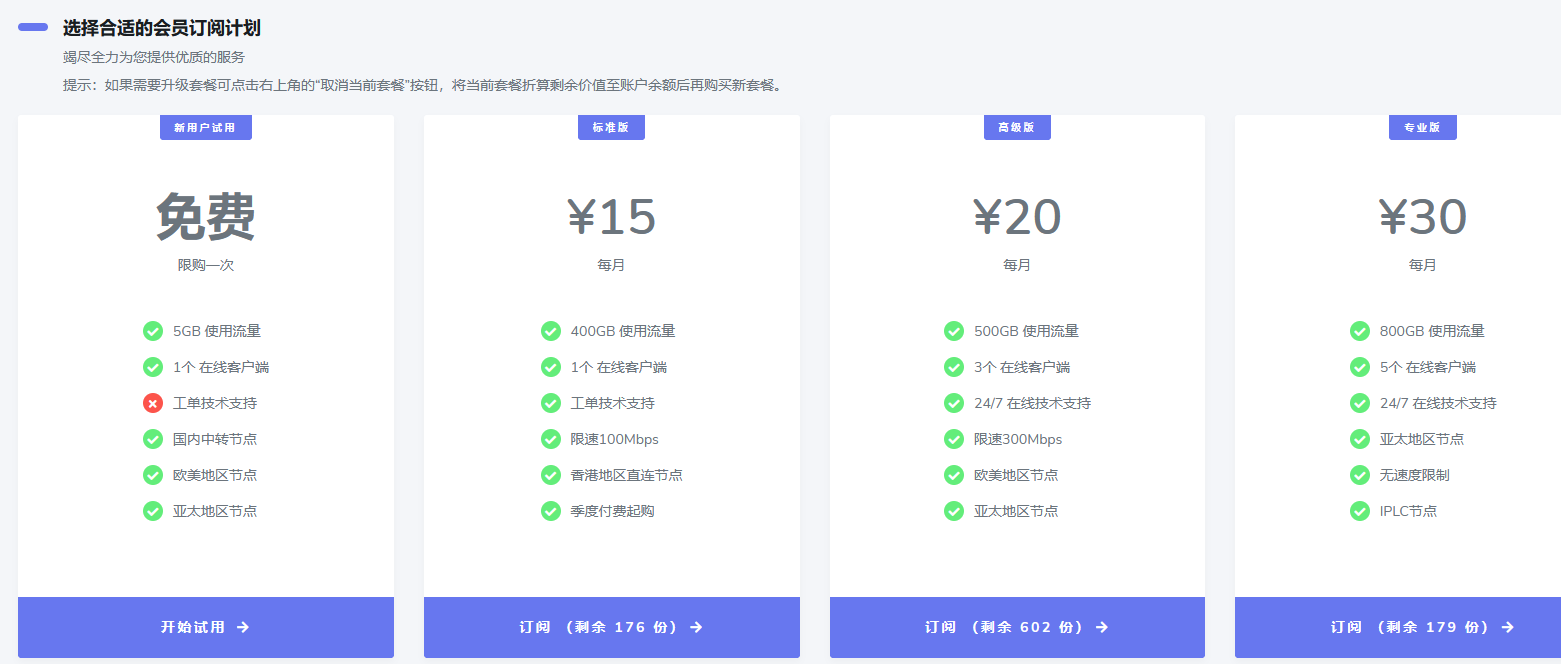 选择合适的会员订阅计划
竭尽全力为您提供优质的服务
提示：如果需要升级套餐可点击右上角的“取消当前套餐”按钮，将当前套餐折算剩余价值至账户余额后再购买新套餐。
新用户试用
免费
限购一次
5GB 使用流量
1个 在线客户端
工单技术支持
国内中转节点
欧美地区节点
亚太地区节点
开始试用 →
标准版
¥15
每月
400GB 使用流量
1个 在线客户端
工单技术支持
限速100Mbps
香港地区直连节点
季度付费起购
订阅 （剩余 176 份） →
高级版
¥20
每月
500GB 使用流量
3个 在线客户端
24/7 在线技术支持
限速300Mbps
欧美地区节点
亚太地区节点
订阅 （剩余 602 份） →
专业版
¥30
每月
800GB 使用流量
5个 在线客户端
24/7 在线技术支持
亚太地区节点
无速度限制
IPLC节点
订阅 （剩余 179 份） →